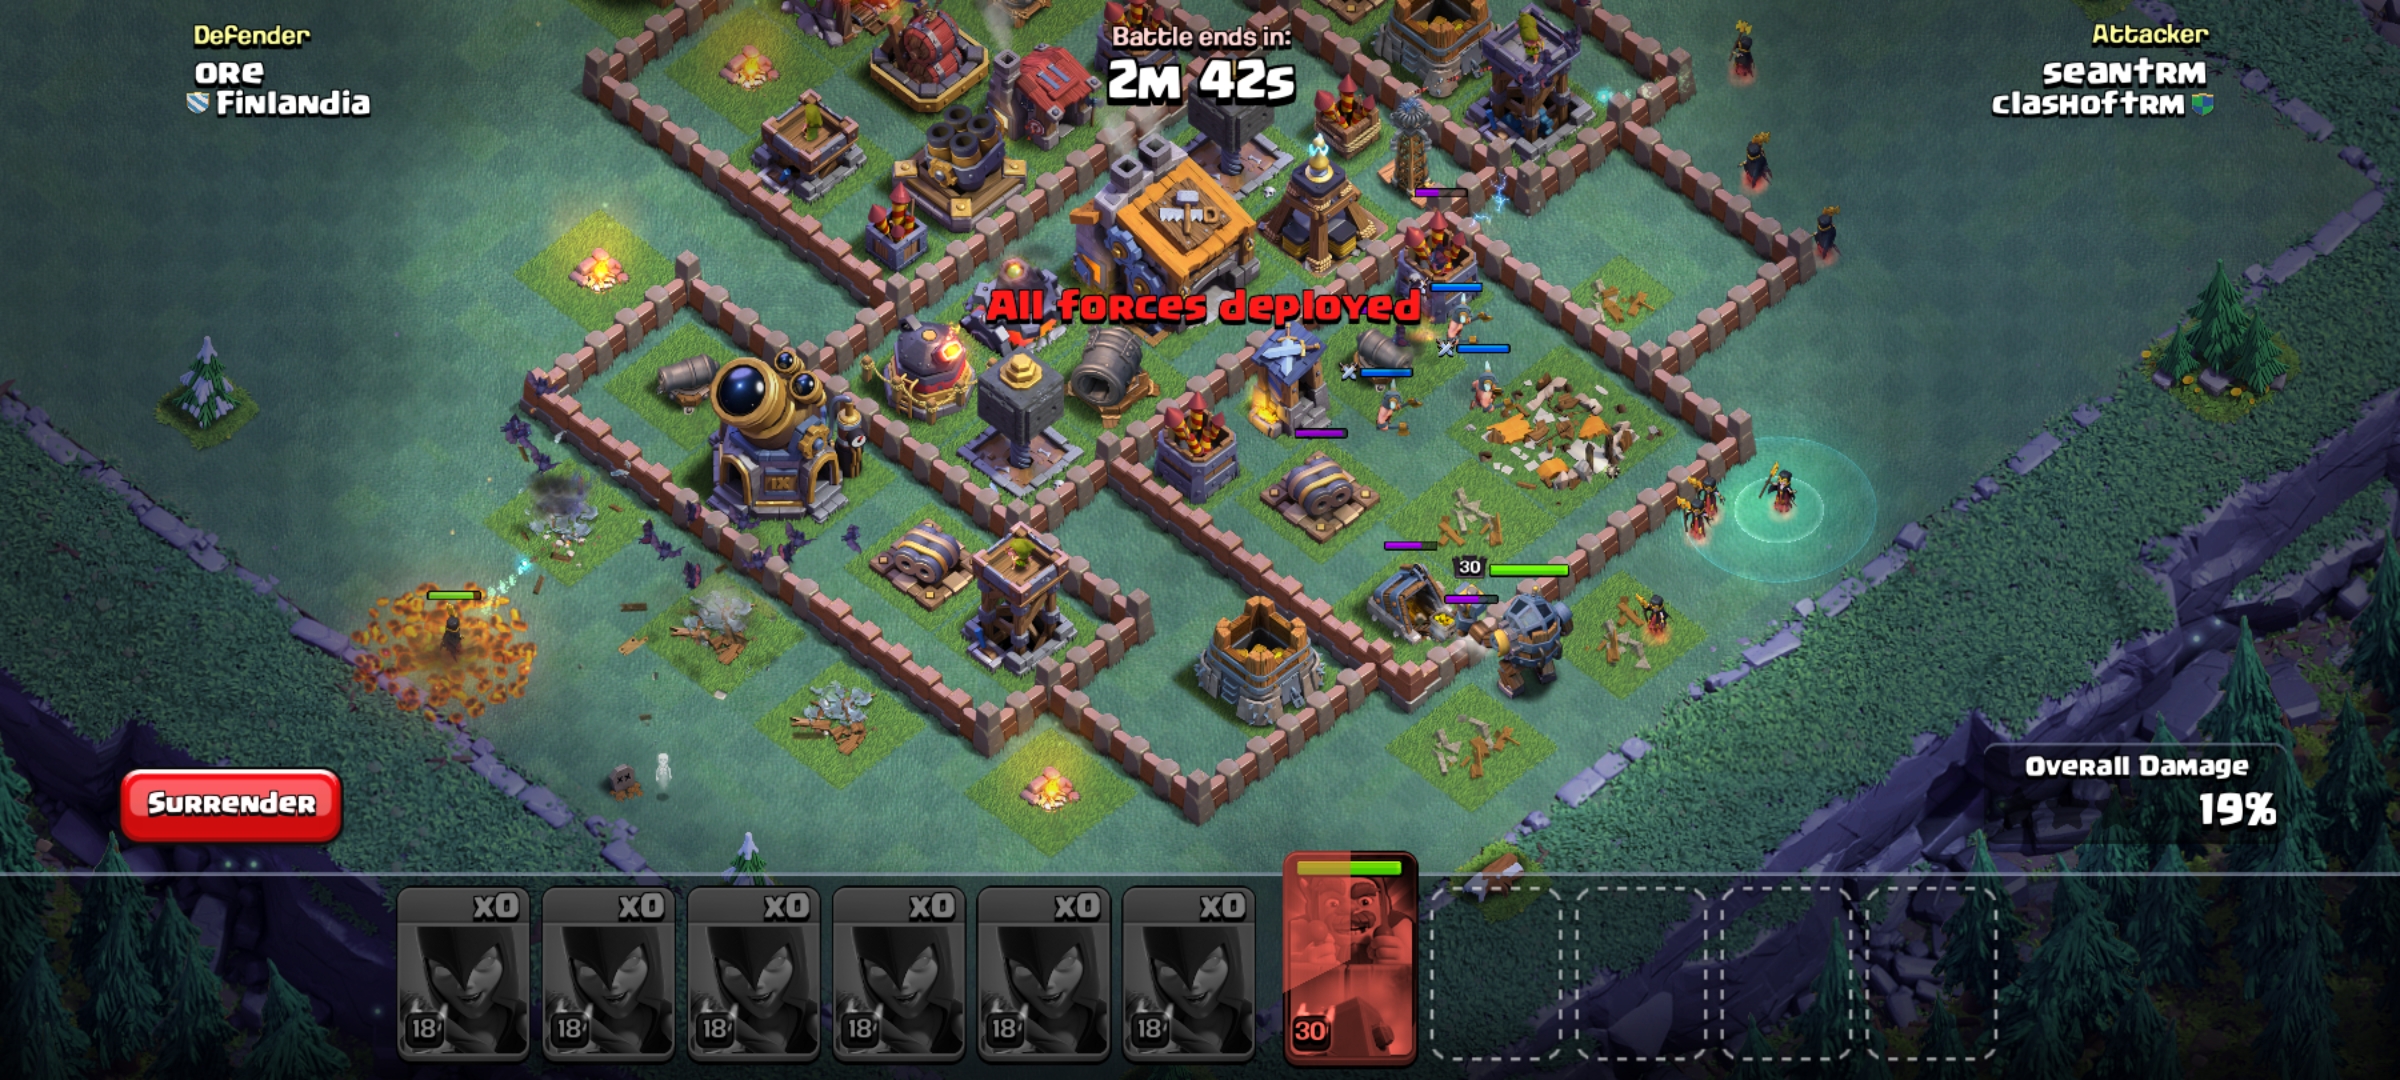 Defender
ORe
Finlandia
Battle ends in:
2M 42s
Attacker
seantRM
clashoftRM
All forces deployed
30
Surrender
Overall Damage
19%
x0 x0 x0 x0 x0 x0
18 18 18 18 18 18 30